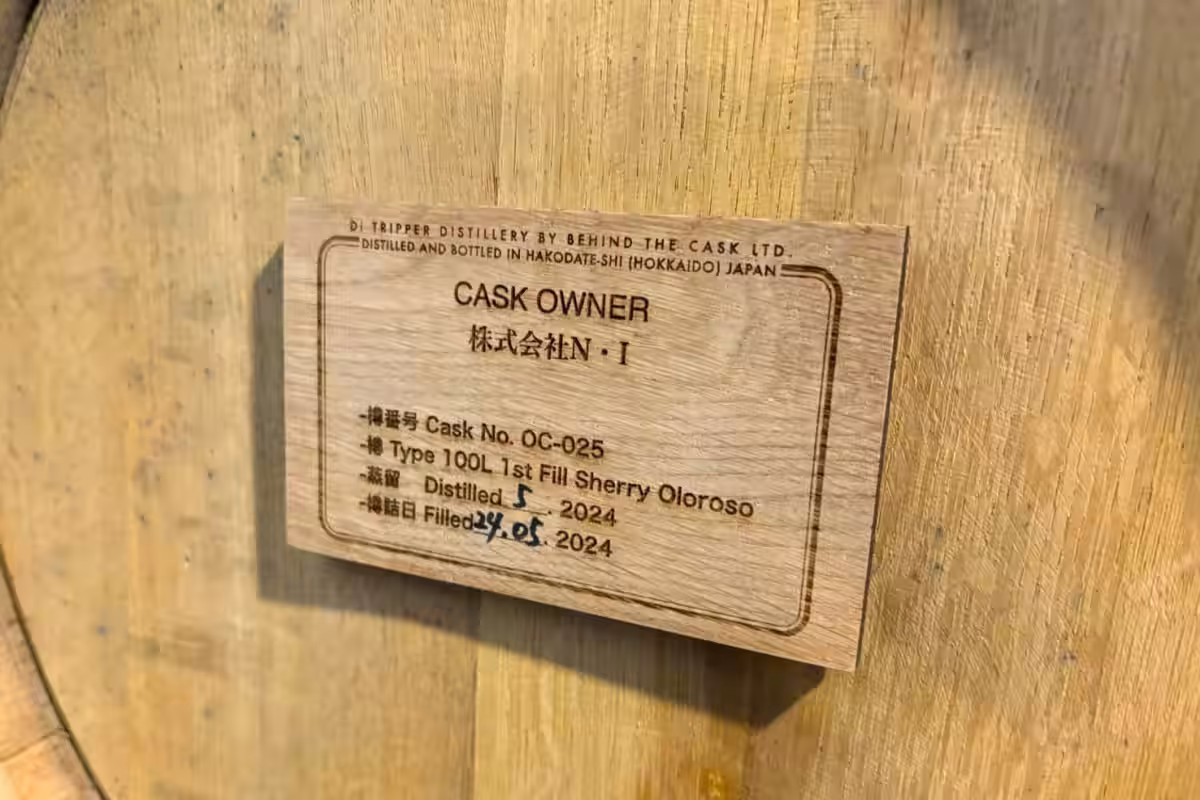 Di TRIPPER DISTILLERY BY BEHIND THE CASK LTD.
DISTILLED AND BOTTLED IN HAKODATE-SHI (HOKKAIDO) JAPAN
CASK OWNER
株式会社N・I
-樽番号 Cask No. OC-025
-樽 Type 100L 1st Fill Sherry Oloroso
-蒸留 Distilled 5 . 2024
-樽詰日 Filled 24.05. 2024